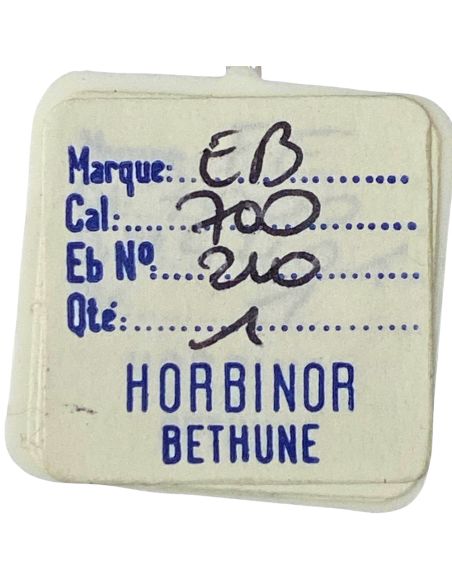 Marque: EB
Cal: 700
Eb Nº: 210
Qté: 1
HORBINOR
BETHUNE